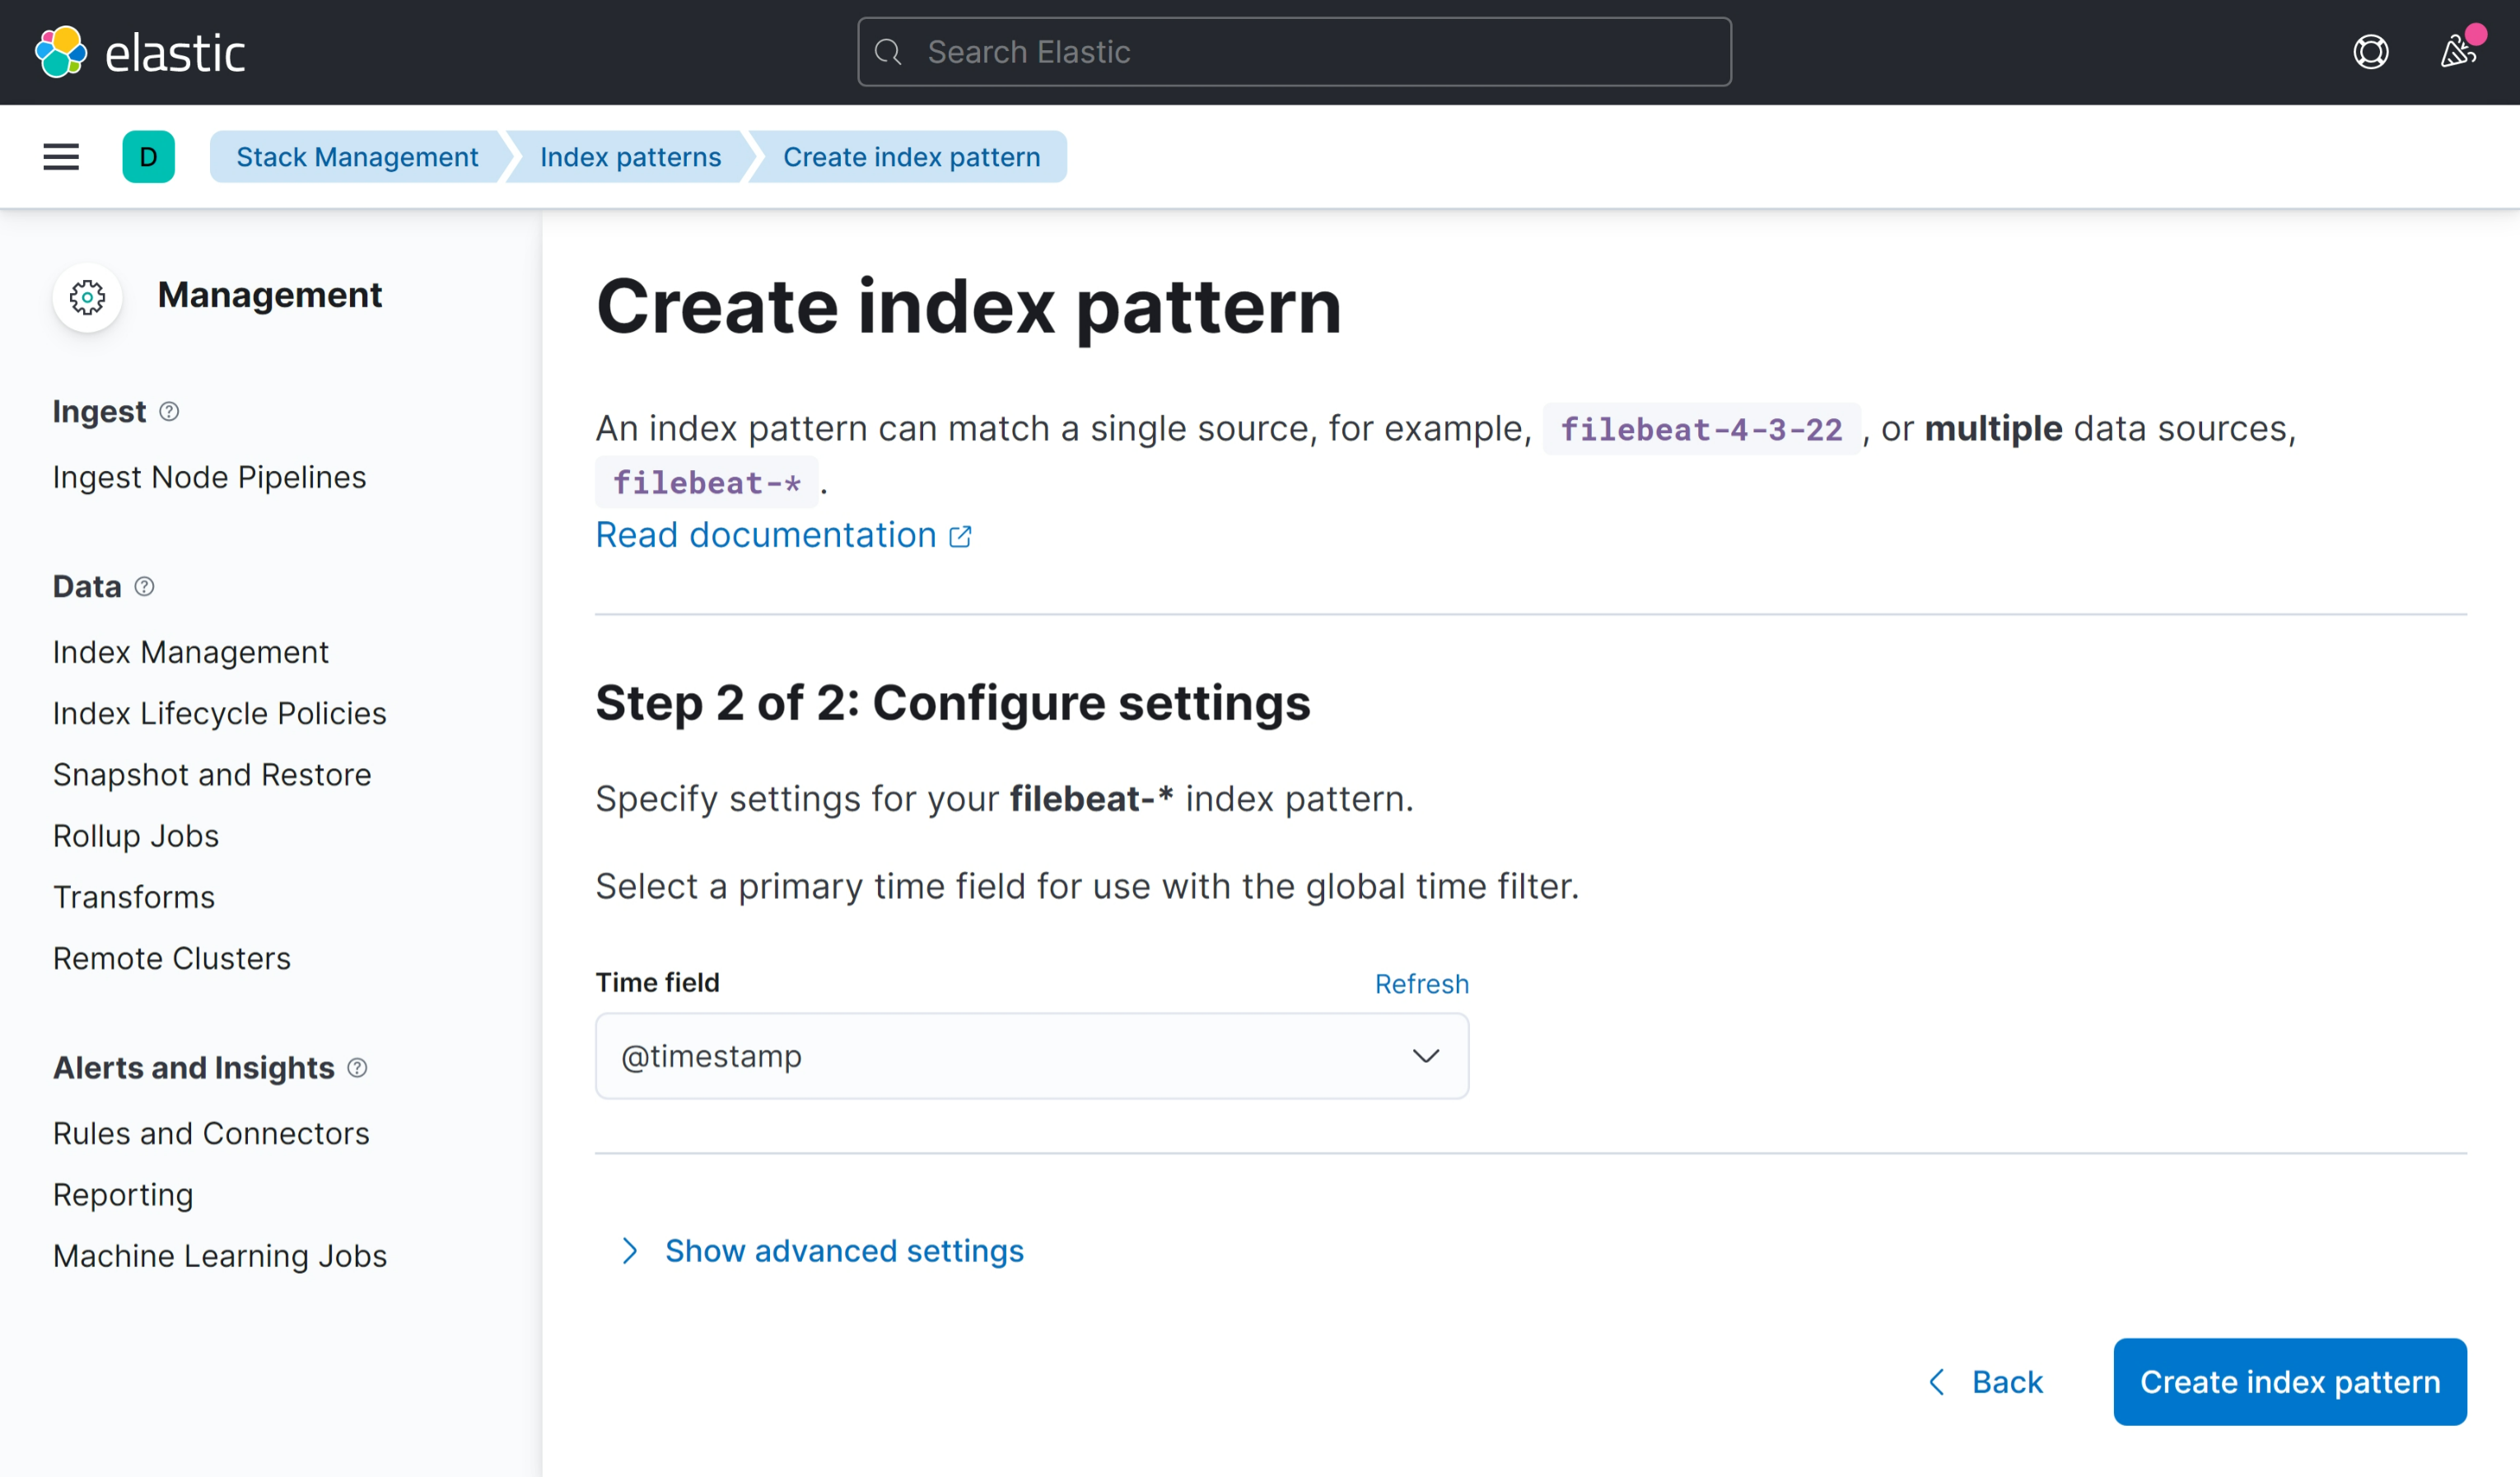 elastic
Search Elastic
D
Stack Management
Index patterns
Create index pattern
Management
Ingest
Ingest Node Pipelines
Data
Index Management
Index Lifecycle Policies
Snapshot and Restore
Rollup Jobs
Transforms
Remote Clusters
Alerts and Insights
Rules and Connectors
Reporting
Machine Learning Jobs
Create index pattern
An index pattern can match a single source, for example, filebeat-4-3-22 , or multiple data sources,
filebeat-* .
Read documentation
Step 2 of 2: Configure settings
Specify settings for your filebeat-* index pattern.
Select a primary time field for use with the global time filter.
Time field
Refresh
@timestamp
Show advanced settings
Back
Create index pattern